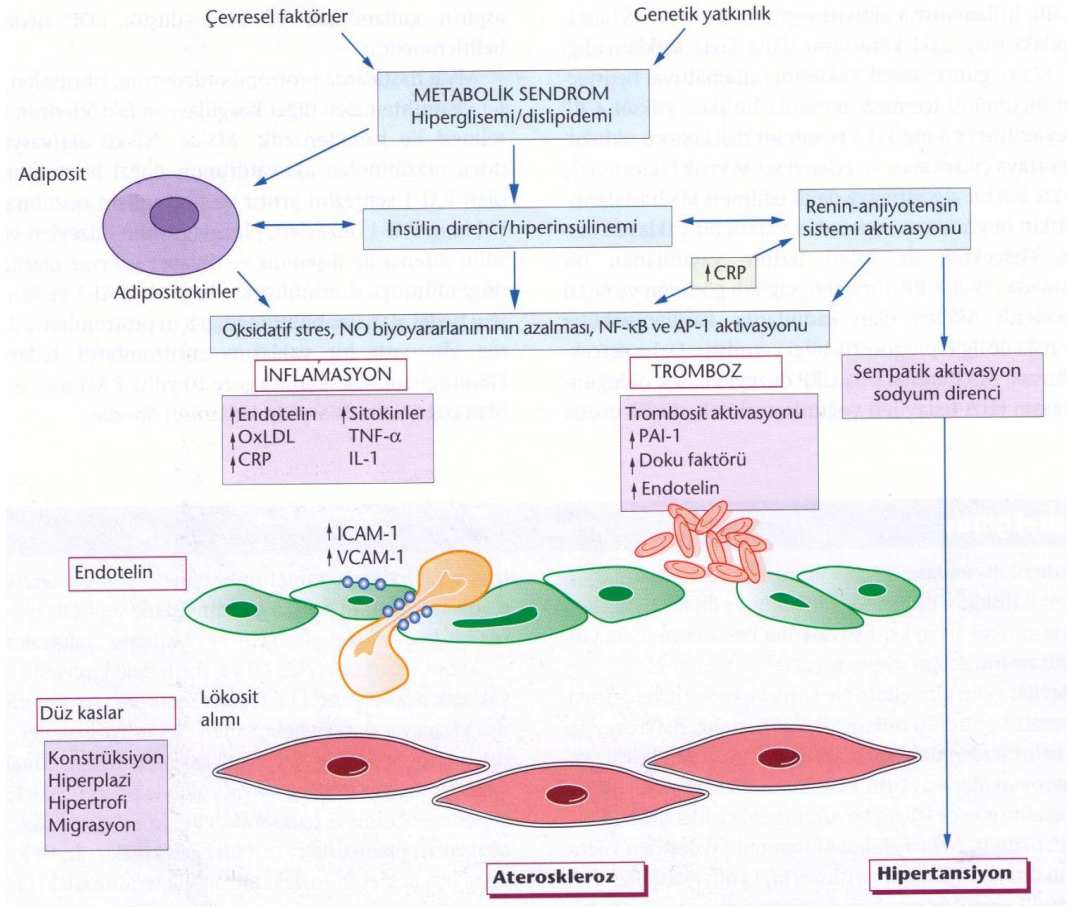 Çevresel faktörler
Genetik yatkınlık
METABOLİK SENDROM
Hiperglisemi/dislipidemi
Adiposit
Adipositokinler
İnsülin direnci/hiperinsülinemi
Renin-anjiyotensin
sistemi aktivasyonu
↑ CRP
Oksidatif stres, NO biyoyararlanımının azalması, NF-κB ve AP-1 aktivasyonu
İNFLAMASYON
↑ Endotelin ↑ Sitokinler
↑ OxLDL TNF-α
↑ CRP IL-1
TROMBOZ
Trombosit aktivasyonu
↑ PAI-1
↑ Doku faktörü
↑ Endotelin
Sempatik aktivasyon
sodyum direnci
↑ ICAM-1
↑ VCAM-1
Endotelin
Lökosit
alımı
Düz kaslar
Kontrüksiyon
Hiperplazi
Hipertrofi
Migrasyon
Ateroskleroz
Hipertansiyon